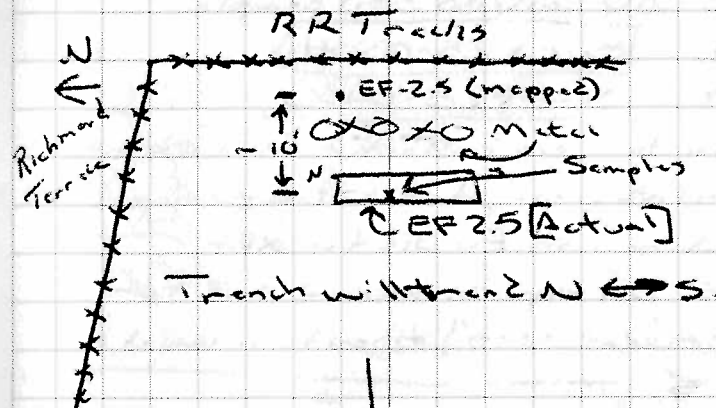 RR Tracks
N
EF-2.5 (mapped)
~10'
Metal
Richmond
Terrace
N
Samples
EF 2.5 [Actual]
Trench will trend N ↔ S.